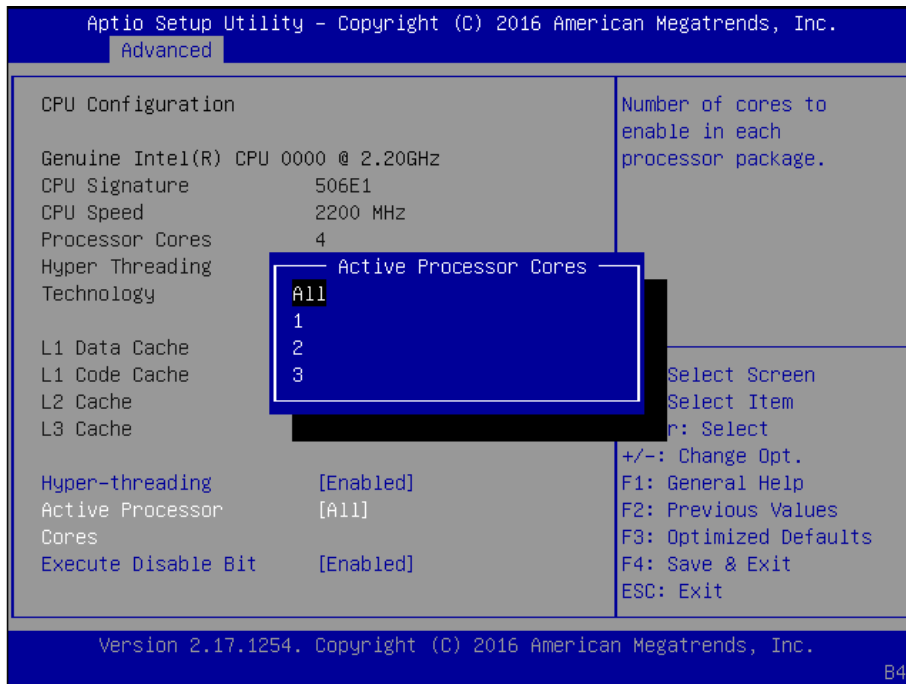 Aptio Setup Utility – Copyright (C) 2016 American Megatrends, Inc.
Advanced
CPU Configuration
Genuine Intel(R) CPU 0000 @ 2.20GHz
CPU Signature 506E1
CPU Speed 2200 MHz
Processor Cores 4
Hyper Threading
Technology
L1 Data Cache
L1 Code Cache
L2 Cache
L3 Cache
Hyper-threading [Enabled]
Active Processor [All]
Cores
Execute Disable Bit [Enabled]
Active Processor Cores
All
1
2
3
Number of cores to
enable in each
processor package.
Select Screen
Select Item
r: Select
+/-: Change Opt.
F1: General Help
F2: Previous Values
F3: Optimized Defaults
F4: Save & Exit
ESC: Exit
Version 2.17.1254. Copyright (C) 2016 American Megatrends, Inc.
B4